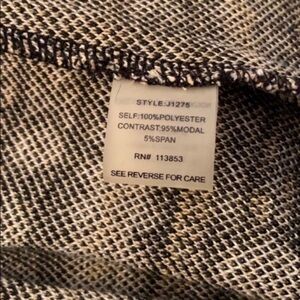 STYLE:J1275
SELF:100%POLYESTER
CONTRAST:95%MODAL
5%SPAN
RN# 113853
SEE REVERSE FOR CARE